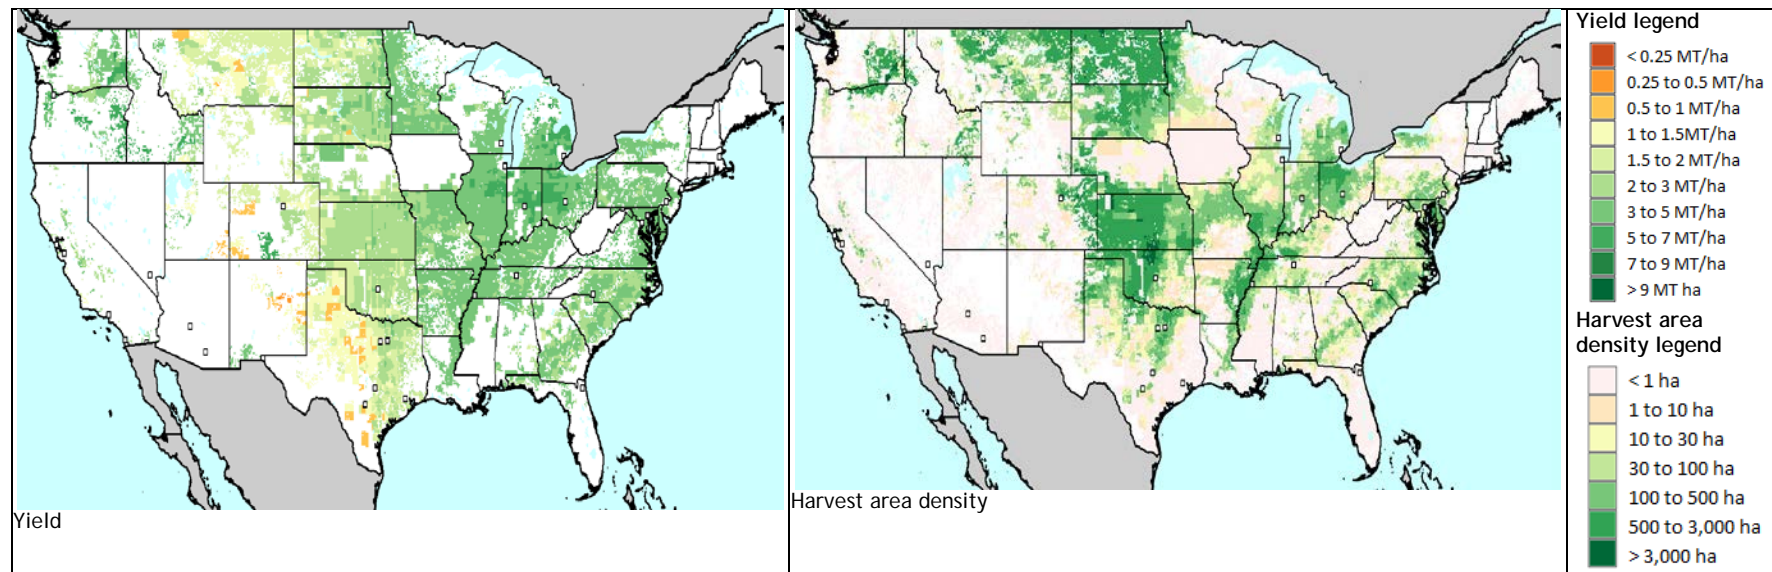 Yield
Harvest area density
Yield legend
< 0.25 MT/ha
0.25 to 0.5 MT/ha
0.5 to 1 MT/ha
1 to 1.5MT/ha
1.5 to 2 MT/ha
2 to 3 MT/ha
3 to 5 MT/ha
5 to 7 MT/ha
7 to 9 MT/ha
> 9 MT ha
Harvest area
density legend
< 1 ha
1 to 10 ha
10 to 30 ha
30 to 100 ha
100 to 500 ha
500 to 3,000 ha
> 3,000 ha